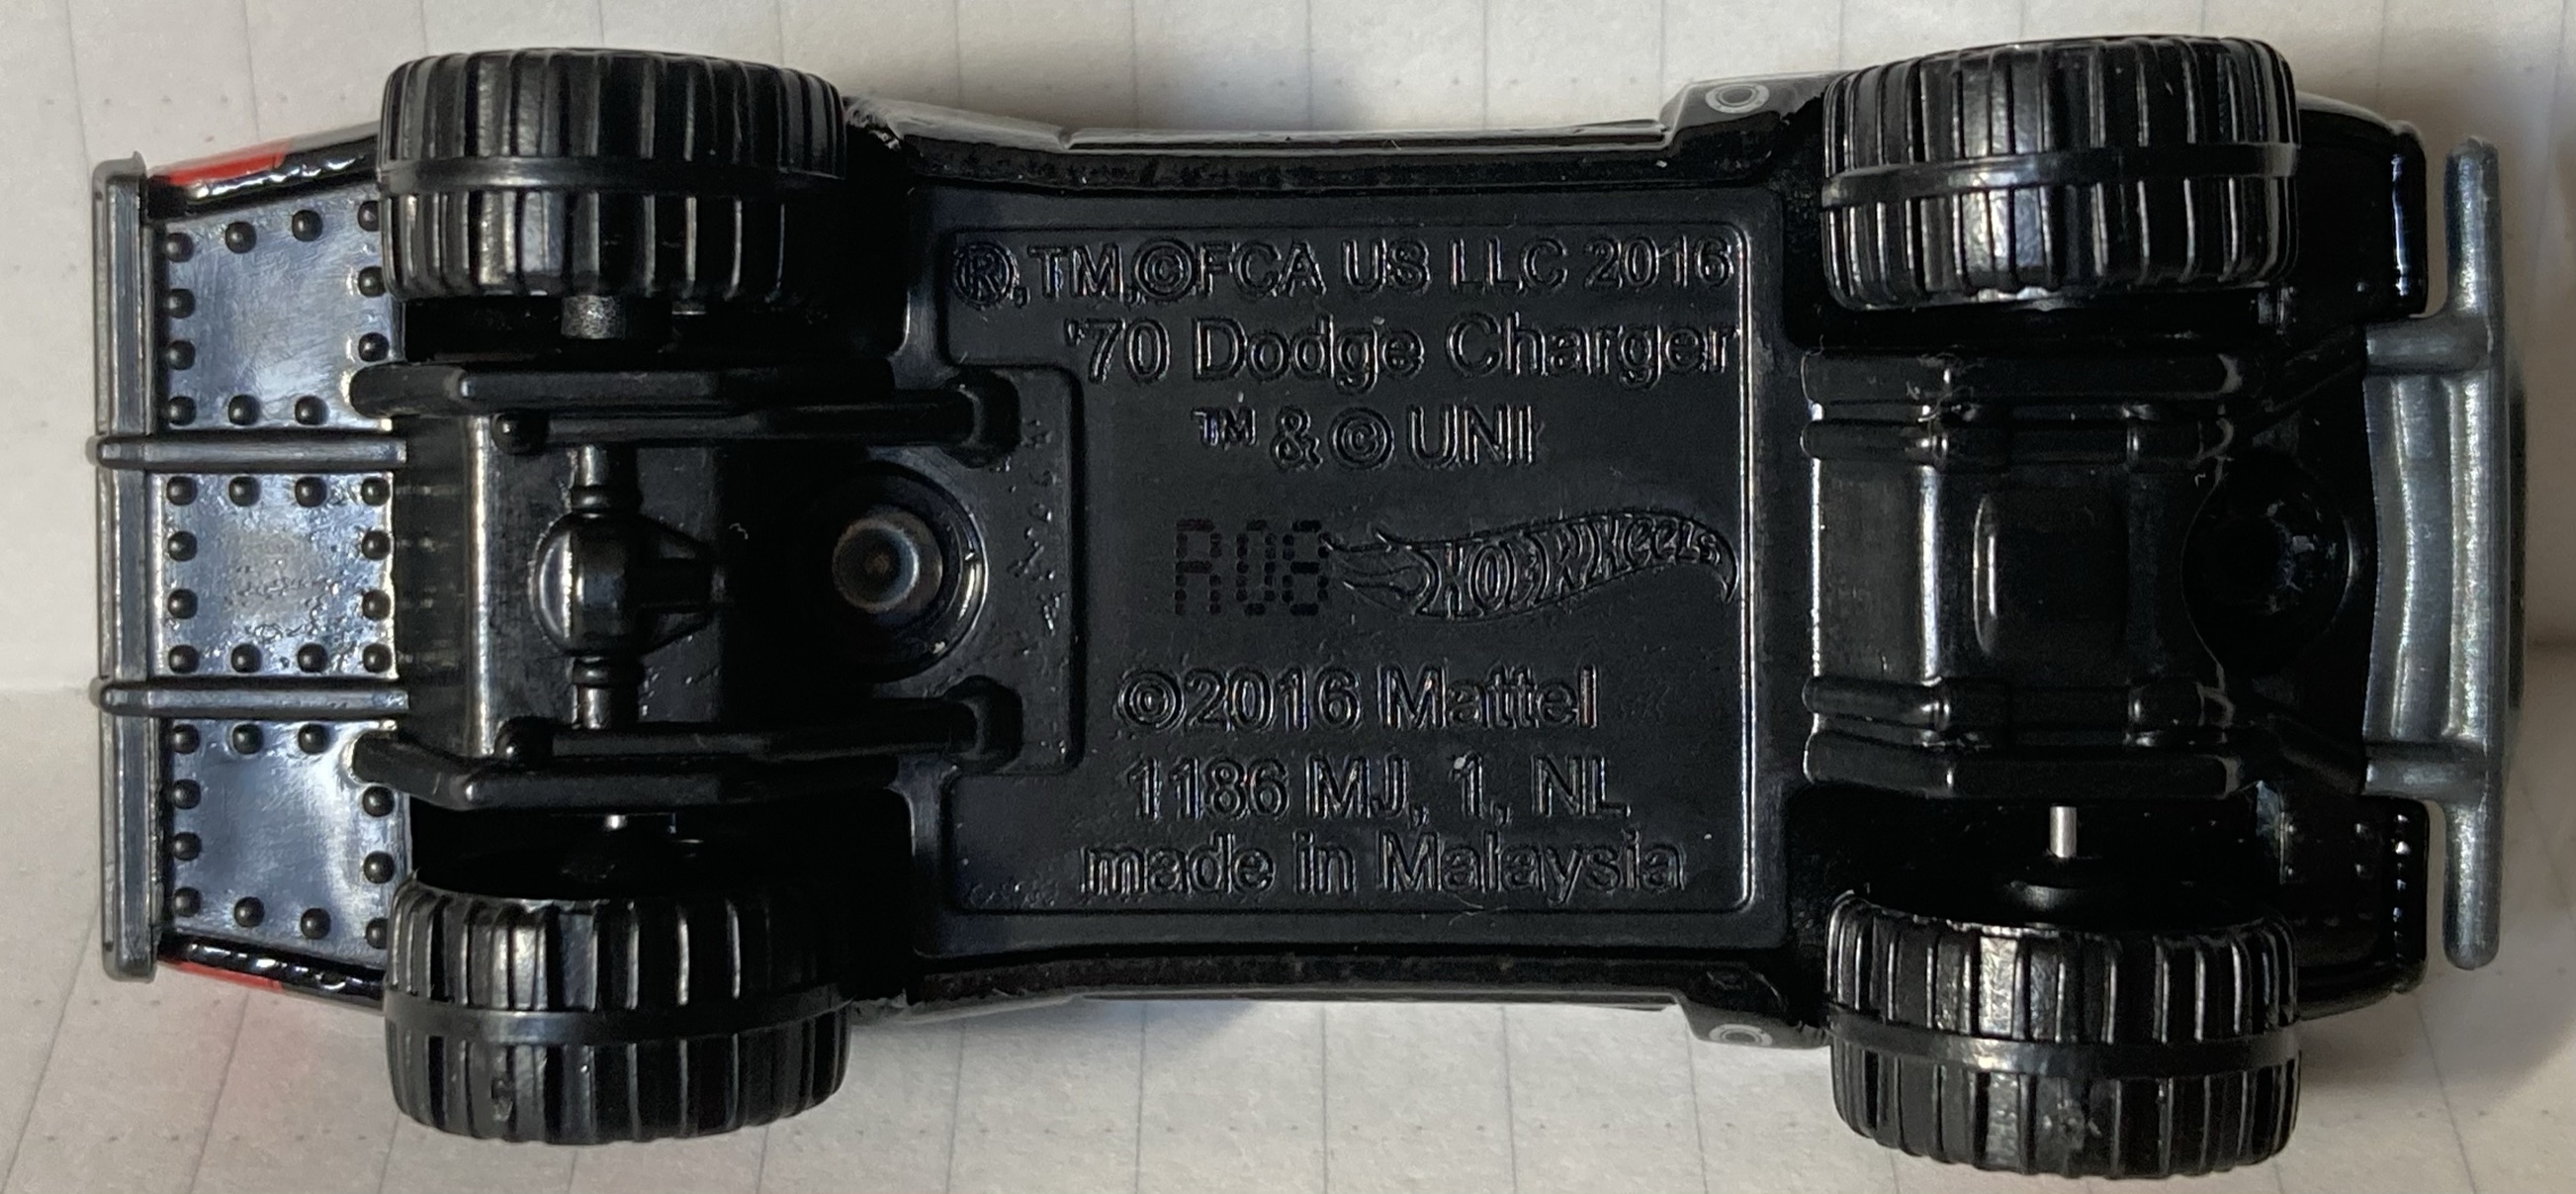 ®,TM,©FCA US LLC 2016
'70 Dodge Charger
™ & © UNI
R08 HOT WHEELS
©2016 Mattel
1186 MJ, 1, NL
made in Malaysia